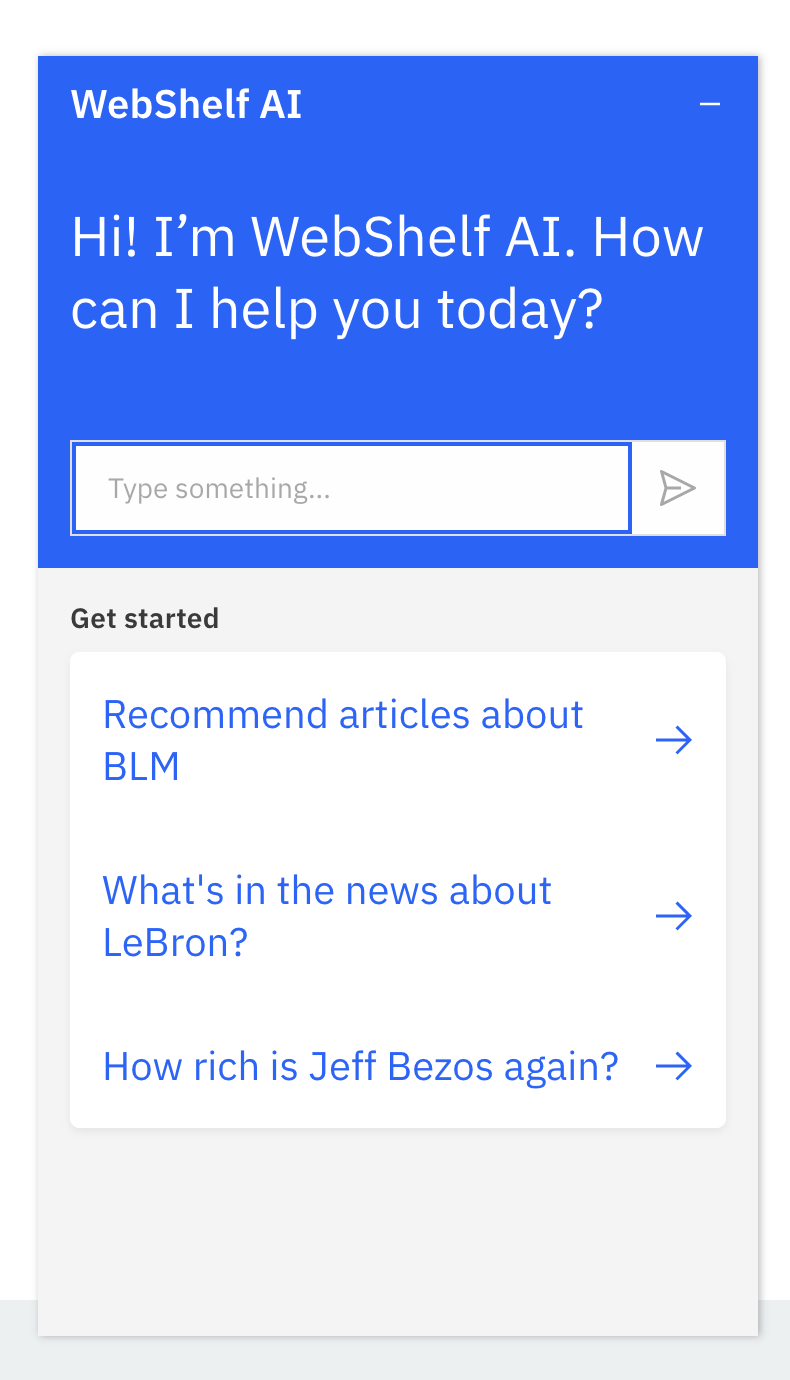 WebShelf AI
Hi! I’m WebShelf AI. How
can I help you today?
Type something...
Get started
Recommend articles about
BLM
What's in the news about
LeBron?
How rich is Jeff Bezos again?